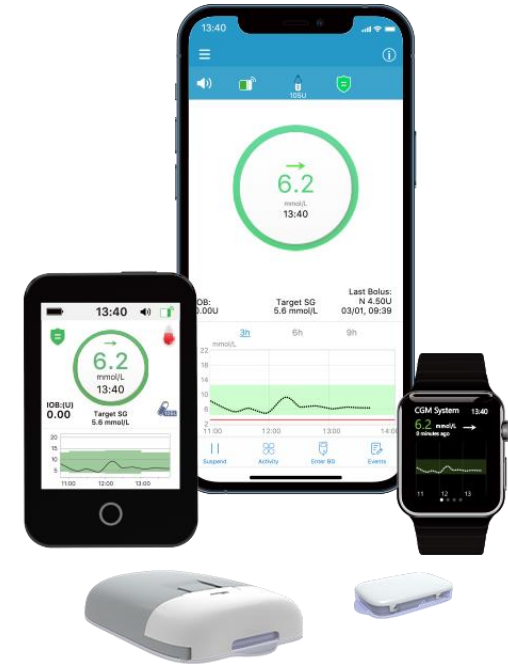 13:40
105U
6.2
mmol/L
13:40
Last Bolus:
OB: Target SG N 4.50U
0.00U 5.6 mmol/L 03/01, 09:39
3h 6h 9h
mmol/L
22
18
14
10
6
2
11:00 12:00 13:00 14:0
Suspend Activity Enter BG Events
13:40
6.2
mmol/L
13:40
IOB:(U)
0.00
Target SG
5.6 mmol/L
20
15
10
5
11:00 12:00 13:00
CGM System 13:40
6.2 mmol/L
9 minutes ago
11 12 13